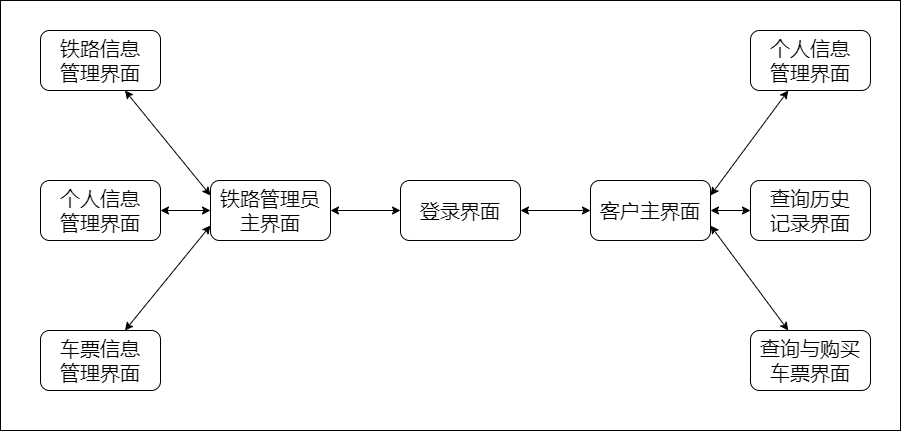 铁路信息
管理界面
个人信息
管理界面
个人信息
管理界面
铁路管理员
主界面
登录界面
客户主界面
查询历史
记录界面
车票信息
管理界面
查询与购买
车票界面